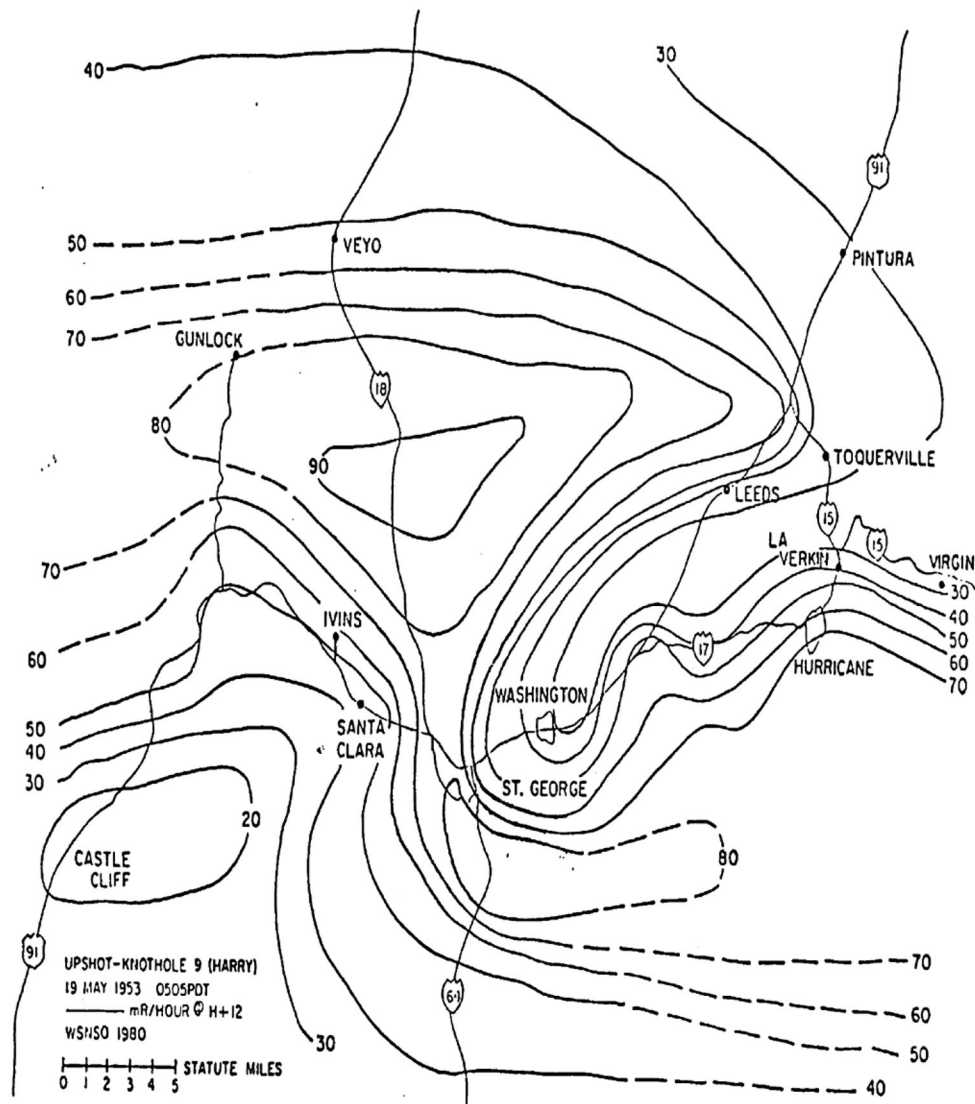 40
30
91
50
VEYO
PINTURA
60
70
GUNLOCK
18
80
90
TOQUERVILLE
LEEDS
15
LA
VERKIN
15
VIRGIN
70
30
IVINS
40
50
60
17
60
HURRICANE
70
WASHINGTON
50
SANTA
CLARA
40
30
ST. GEORGE
20
CASTLE
CLIFF
80
91
UPSHOT-KNOTHOLE 9 (HARRY)
19 MAY 1953 0505PDT
mR/HOUR @ H+12
WSNSO 1980
70
60
30
50
0 1 2 3 4 5 STATUTE MILES
40